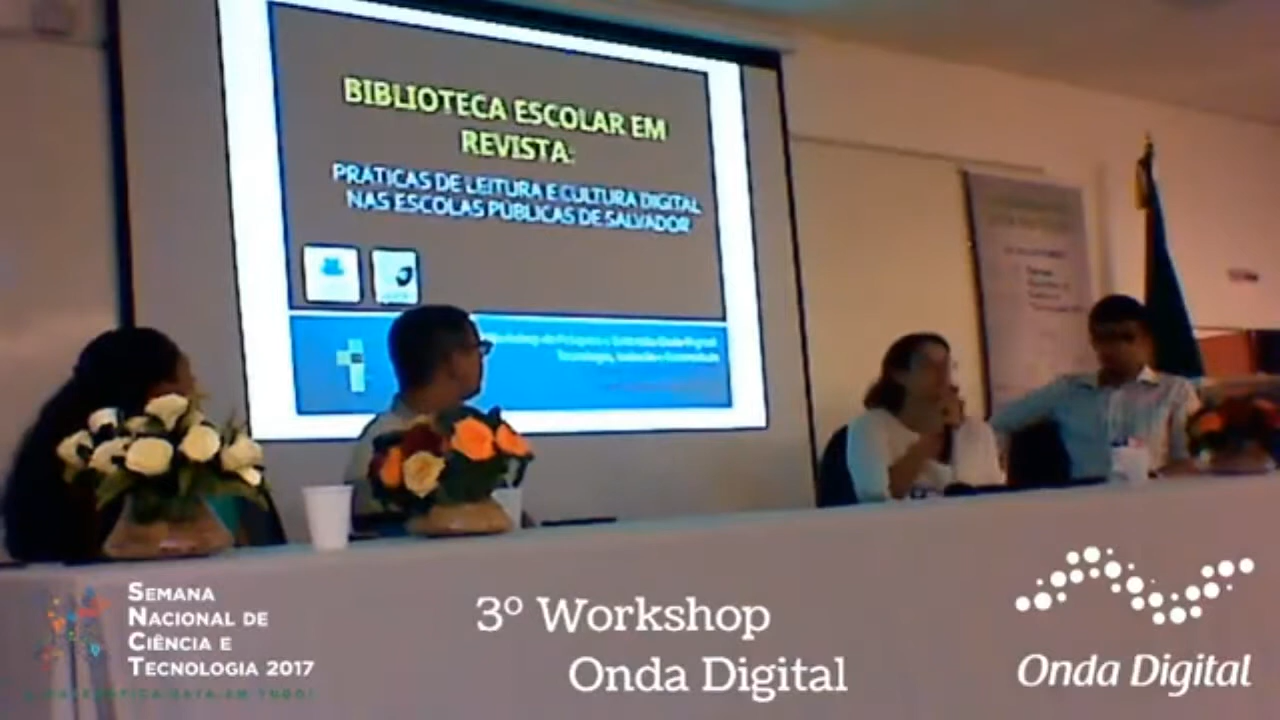 BIBLIOTECA ESCOLAR EM
REVISTA:
PRÁTICAS DE LEITURA E CULTURA DIGITAL
NAS ESCOLAS PÚBLICAS DE SALVADOR
SEMANA
NACIONAL DE
CIÊNCIA E
TECNOLOGIA 2017
3º Workshop
Onda Digital
Onda Digital